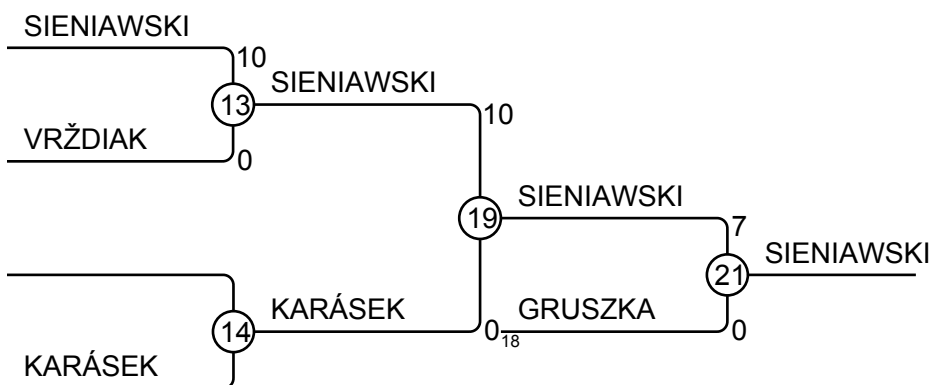 SIENIAWSKI
10
13
SIENIAWSKI
VRŽDIAK
0
10
19
SIENIAWSKI
7
21
SIENIAWSKI
14
KARÁSEK
0
18
GRUSZKA
0
KARÁSEK